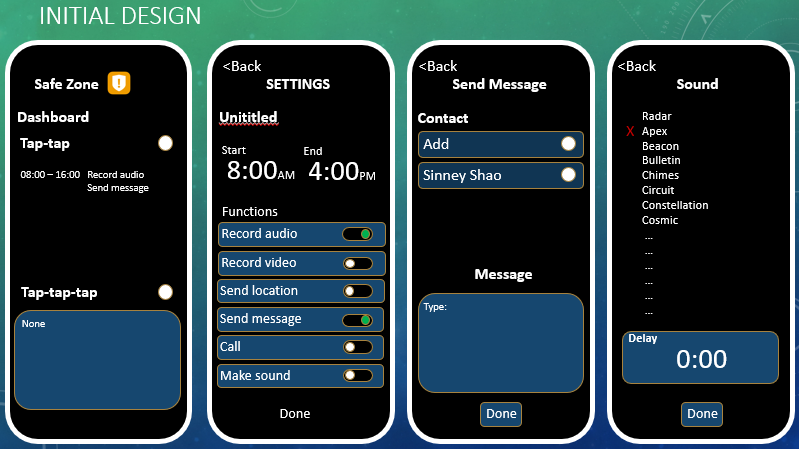 INITIAL DESIGN
Safe Zone
Dashboard
Tap-tap
08:00 – 16:00 Record audio
Send message
Tap-tap-tap
None
<Back
SETTINGS
Unititled
Start End
8:00AM 4:00PM
Functions
Record audio
Record video
Send location
Send message
Call
Make sound
Done
<Back
Send Message
Contact
Add
Sinney Shao
Message
Type:
Done
<Back
Sound
Radar
X Apex
Beacon
Bulletin
Chimes
Circuit
Constellation
Cosmic
...
...
...
...
...
...
Delay
0:00
Done